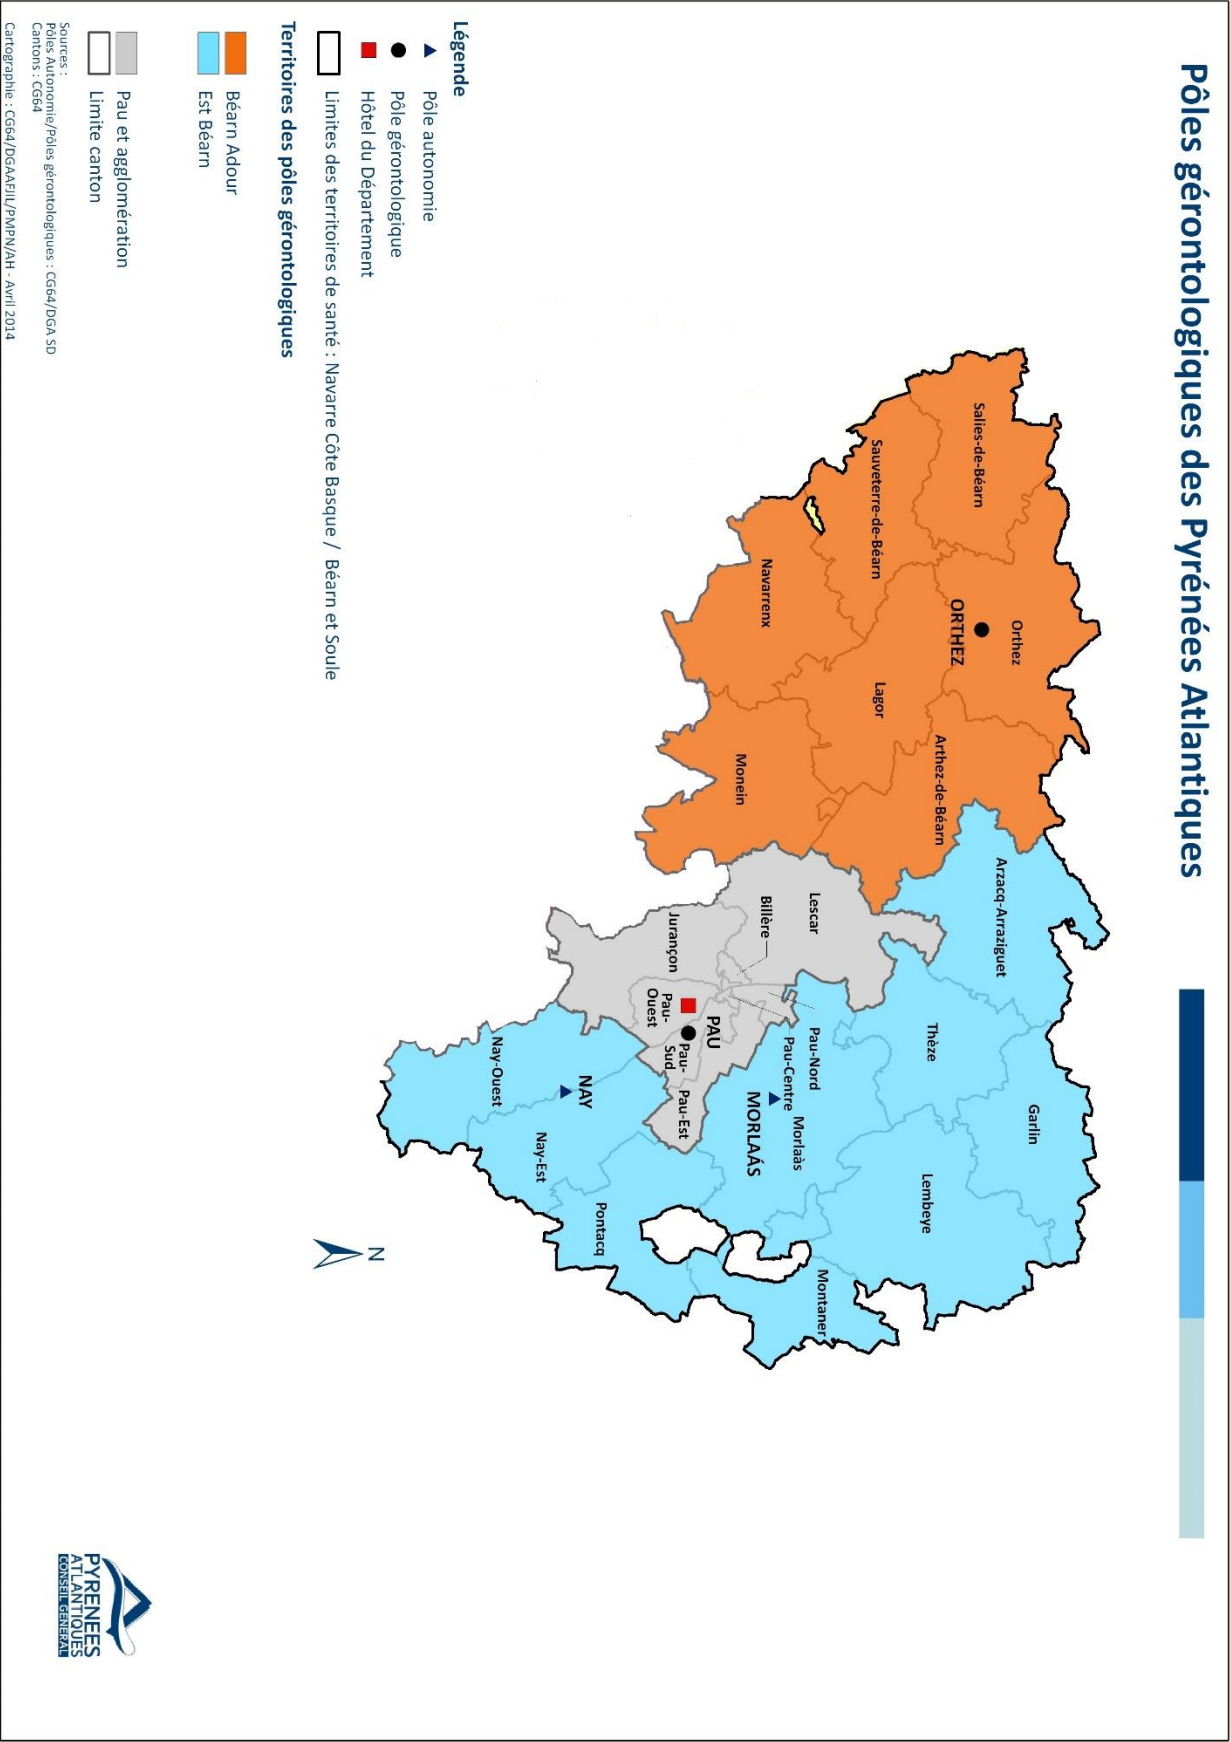 Pôles gérontologiques des Pyrénées Atlantiques
Salies-de-Béarn
Sauveterre-de-Béarn
Navarrenx
Orthez
ORTHEZ
Lagor
Arthez-de-Béarn
Monein
Arzacq-Arraziguet
Lescar
Billère
Jurançon
Thèze
Garlin
Lembeye
Pau-Nord
Pau-Centre
PAU
Pau-
Ouest
Pau-
Sud
Pau-Est
Morlaàs
MORLAÁS
Montaner
NAY
Nay-Ouest
Nay-Est
Pontacq
N
Légende
Pôle autonomie
Pôle gérontologique
Hôtel du Département
Limites des territoires de santé : Navarre Côte Basque / Béarn et Soule
Territoires des pôles gérontologiques
Béarn Adour
Est Béarn
Pau et agglomération
Limite canton
Sources :
Pôles Autonomie/Pôles gérontologiques : CG64/DGA SD
Cantons : CG64
Cartographie : CG64/DGAAFJIL/PMPN/AH - Avril 2014
PYRENEES
ATLANTIQUES
CONSEIL GENERAL